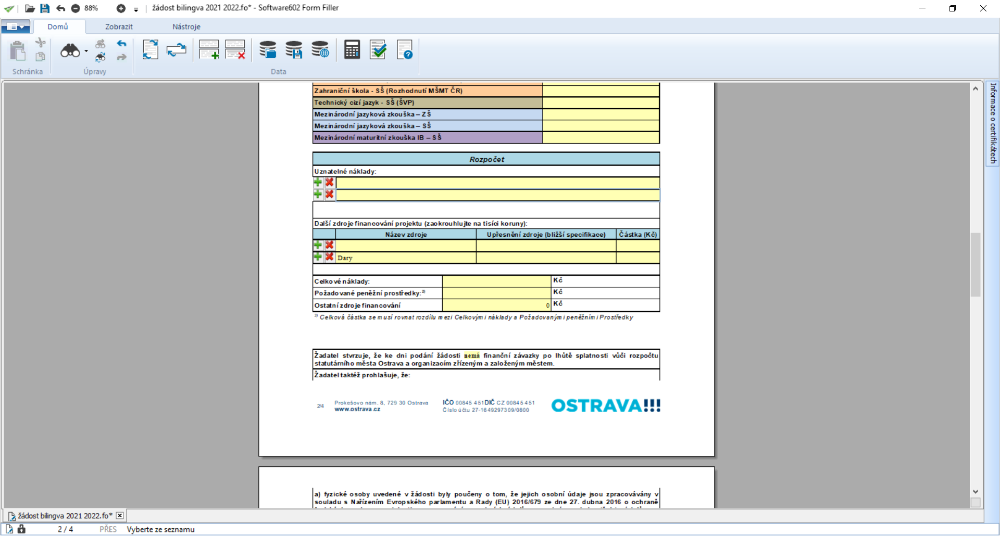 88%
žádost bilingva 2021 2022.fo* - Software602 Form Filler
Domů
Zobrazit
Nástroje
Schránka
Úpravy
Data
Zahraniční škola - SŠ (Rozhodnutí MŠMT ČR)
Technický cizí jazyk - SŠ (ŠVP)
Mezinárodní jazyková zkouška – ZŠ
Mezinárodní jazyková zkouška – SŠ
Mezinárodní maturitní zkouška IB – SŠ
Rozpočet
Uznatelné náklady:
Další zdroje financování projektu (zaokrouhlujte na tisíci koruny):
Název zdroje Upřesnění zdroje (bližší specifikace) Částka (Kč)
Dary
Celkové náklady: Kč
Požadované peněžní prostředky:²⁾ Kč
Ostatní zdroje financování 0 Kč
²⁾ Celková částka se musí rovnat rozdílu mezi Celkovými náklady a Požadovanými peněžními Prostředky
Žadatel stvrzuje, že ke dni podání žádosti nemá finanční závazky po lhůtě splatnosti vůči rozpočtu
statutárního města Ostrava a organizacím zřízeným a založeným městem.
Žadatel taktéž prohlašuje, že:
2/4
Prokešovo nám. 8, 729 30 Ostrava
www.ostrava.cz
IČO 00845 451 DIČ CZ 00845 451
Číslo účtu 27-1649297309/0800
OSTRAVA!!!
a) fyzické osoby uvedené v žádosti byly poučeny o tom, že jejich osobní údaje jsou zpracovávány v
souladu s Nařízením Evropského parlamentu a Rady (EU) 2016/679 ze dne 27. dubna 2016 o ochraně
Informace o certifikátech
žádost bilingva 2021 2022.fo*
2 / 4
PŘES
Vyberte ze seznamu